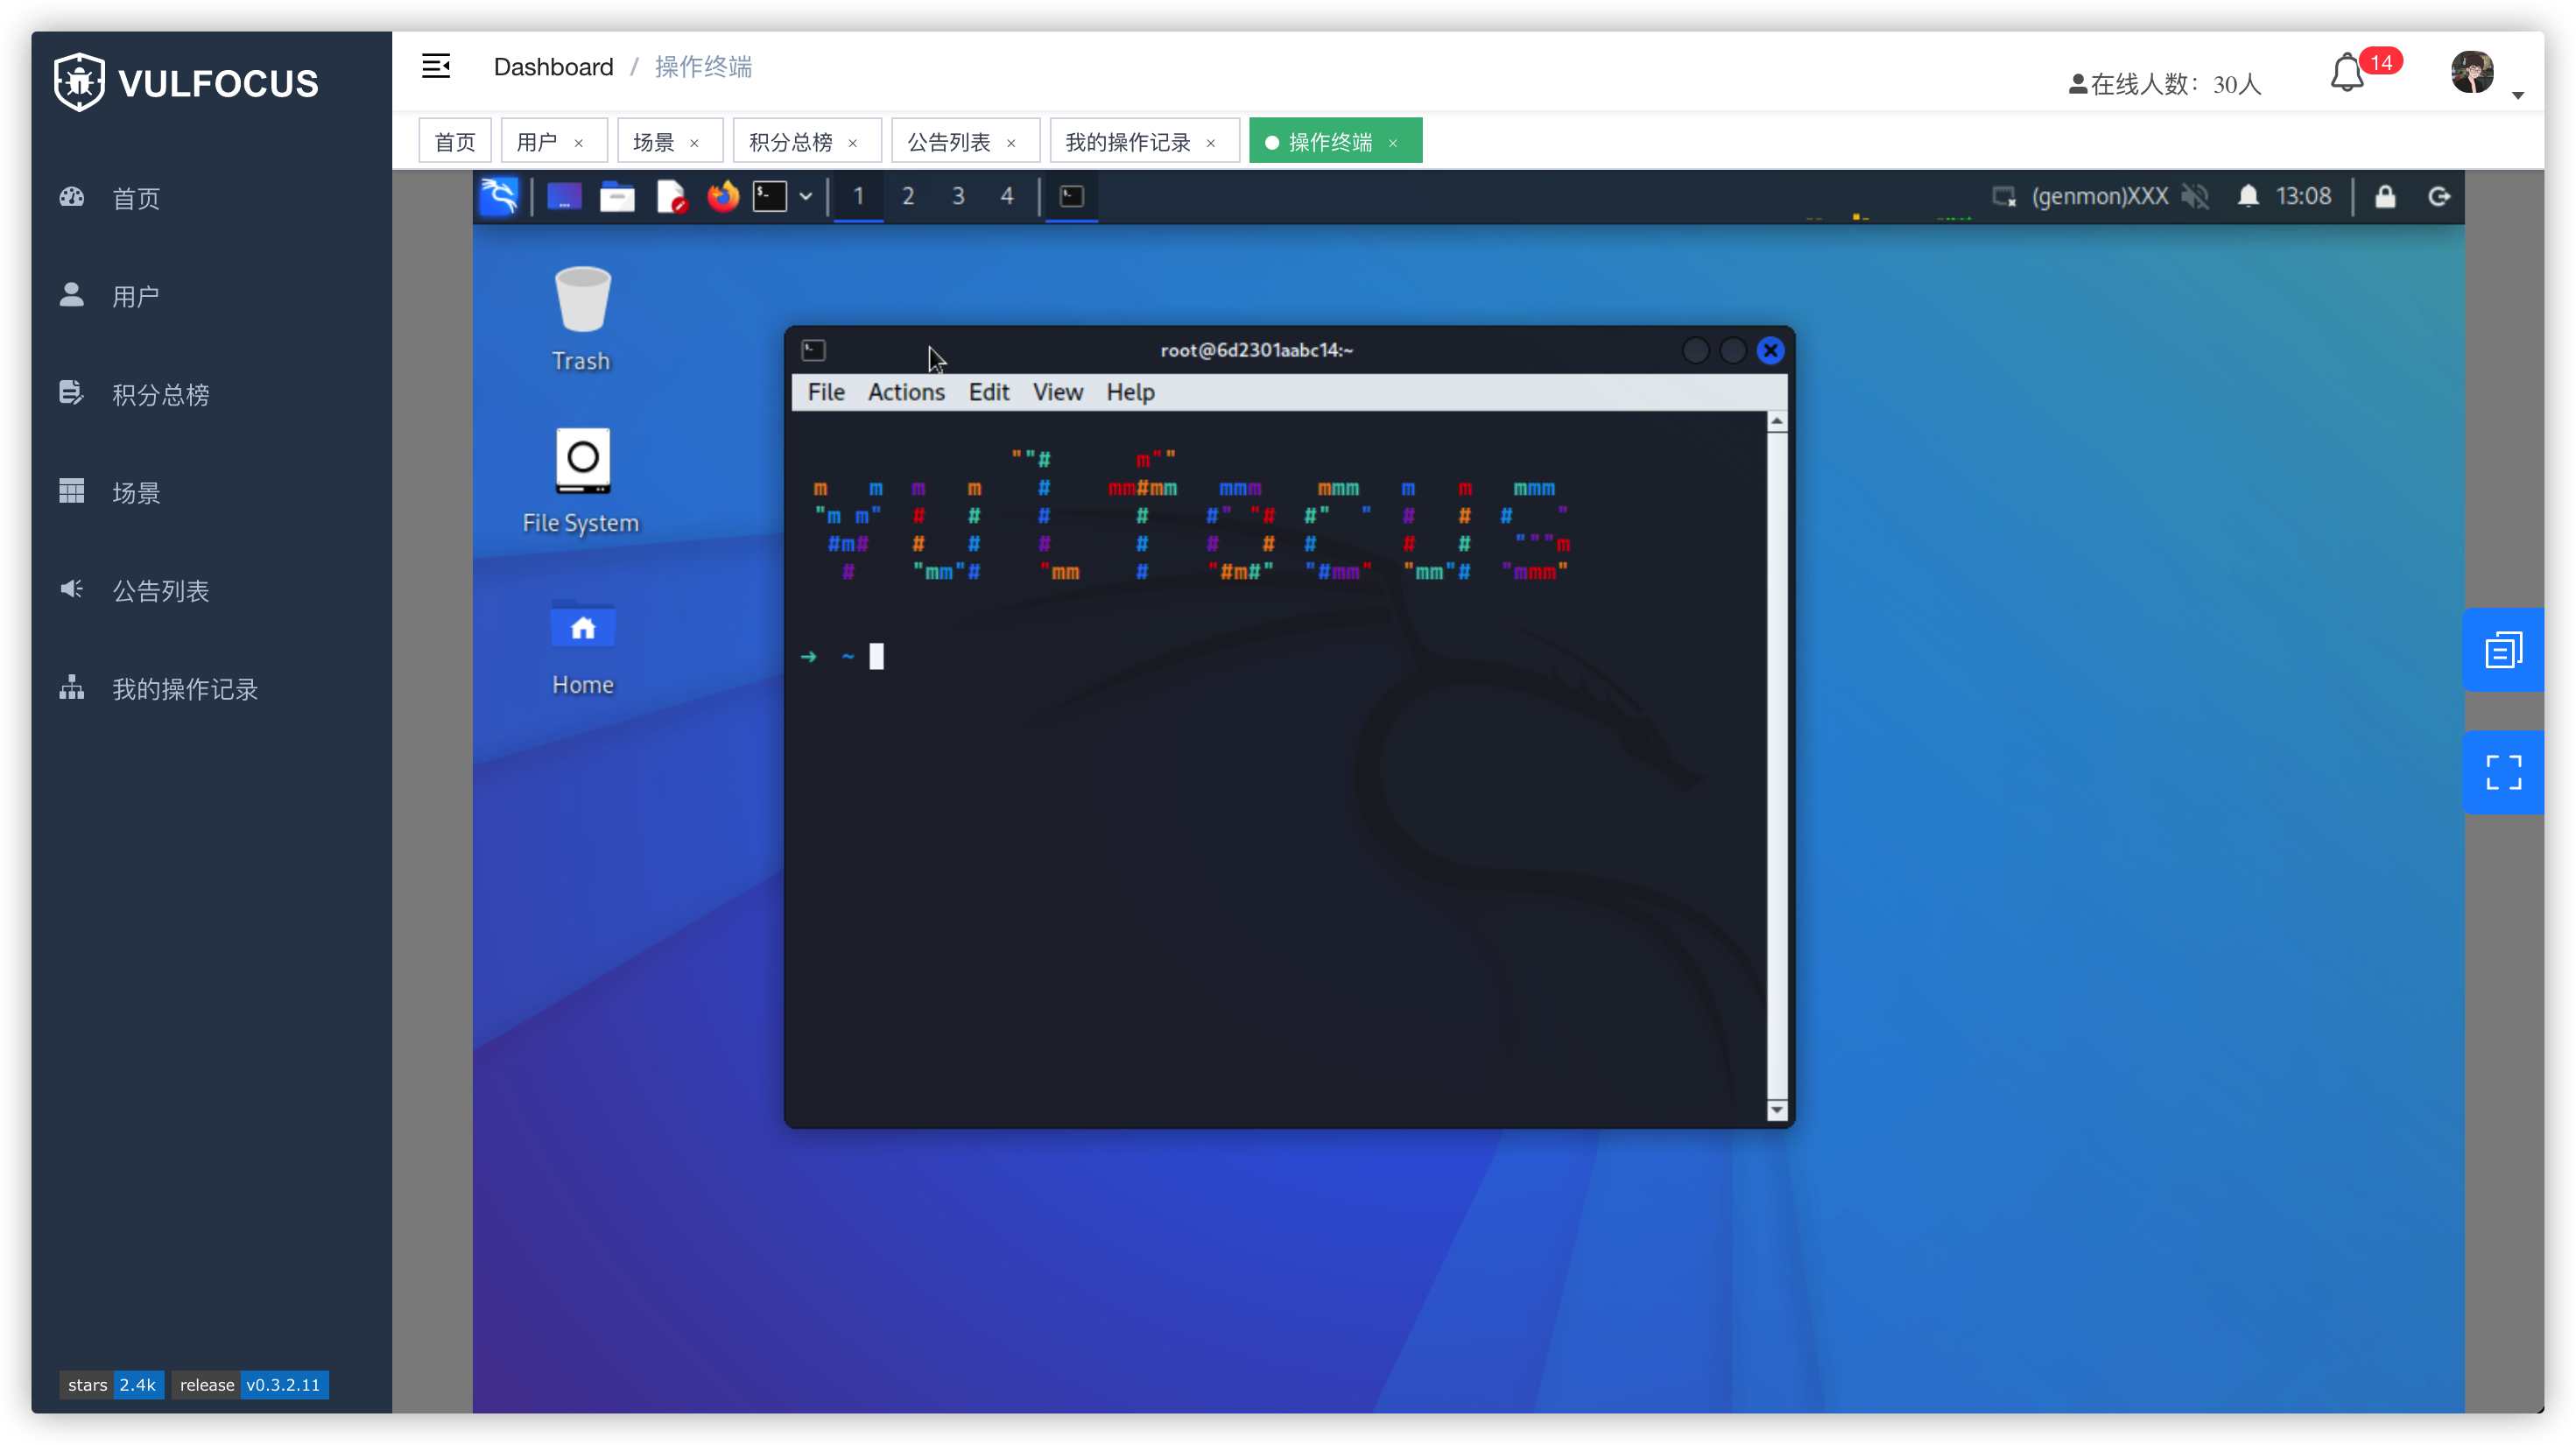 VULFOCUS
Dashboard / 操作终端
在线人数：30人
14
首页
用户 ×
场景 ×
积分总榜 ×
公告列表 ×
我的操作记录 ×
操作终端 ×
首页
用户
积分总榜
场景
公告列表
我的操作记录
stars 2.4k release v0.3.2.11
1 2 3 4
(genmon)XXX
13:08
Trash
File System
Home
root@6d2301aabc14:~
File Actions Edit View Help
vulfocus
➜ ~